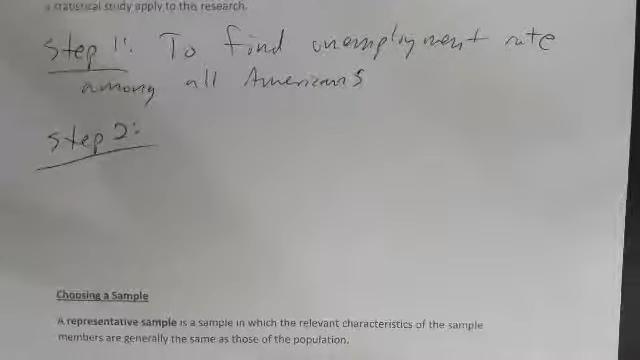 a statistical study apply to this research.
Step 1: To find unemployment rate
among all Americans
Step 2:
Choosing a Sample
A representative sample is a sample in which the relevant characteristics of the sample
members are generally the same as those of the population.